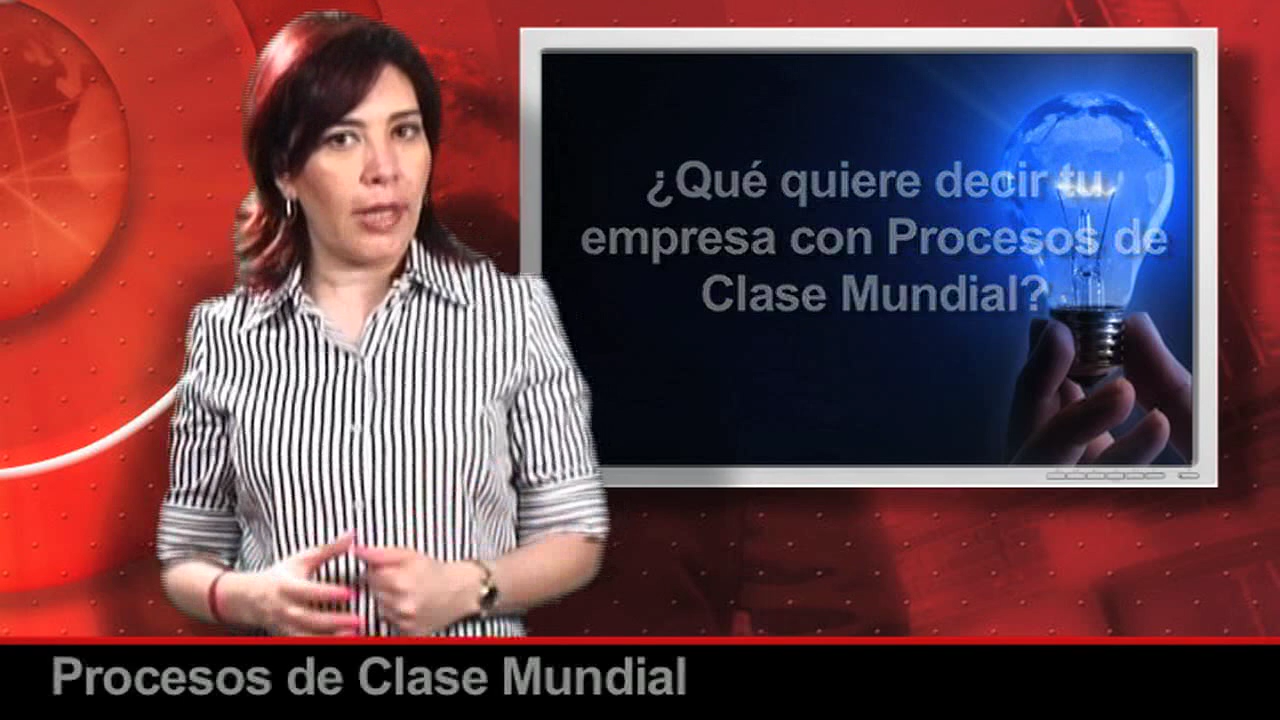 ¿Qué quiere decir tu
empresa con Procesos de
Clase Mundial?
Procesos de Clase Mundial